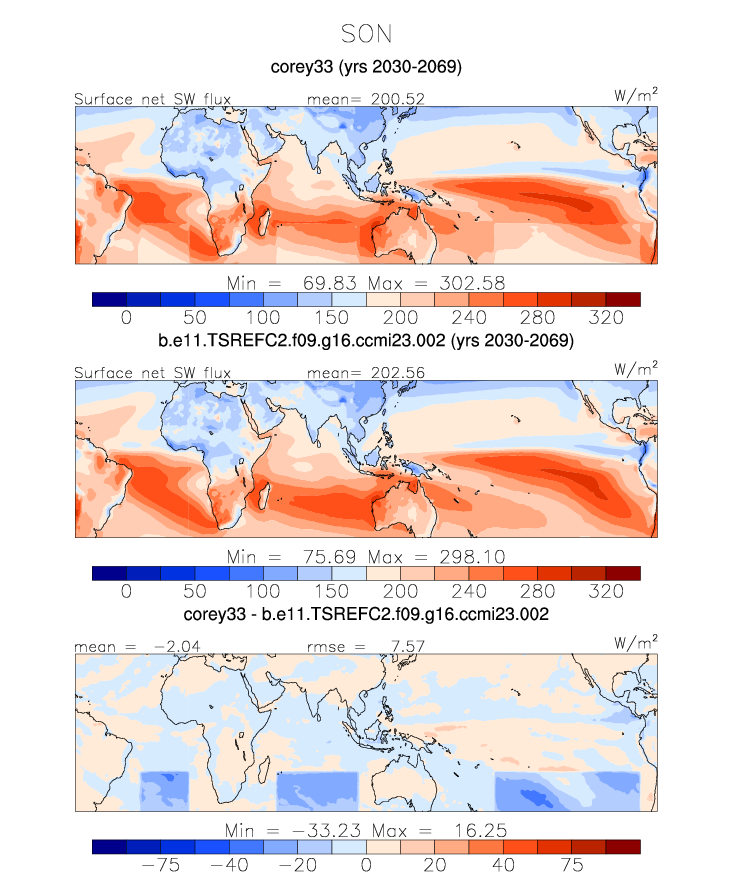 SON
corey33 (yrs 2030-2069)
Surface net SW flux mean= 200.52 W/m²
Min = 69.83 Max = 302.58
0 50 100 150 200 240 280 320
b.e11.TSREFC2.f09.g16.ccmi23.002 (yrs 2030-2069)
Surface net SW flux mean= 202.56 W/m²
Min = 75.69 Max = 298.10
0 50 100 150 200 240 280 320
corey33 - b.e11.TSREFC2.f09.g16.ccmi23.002
mean = −2.04 rmse = 7.57 W/m²
Min = −33.23 Max = 16.25
−75 −40 −20 0 20 40 75